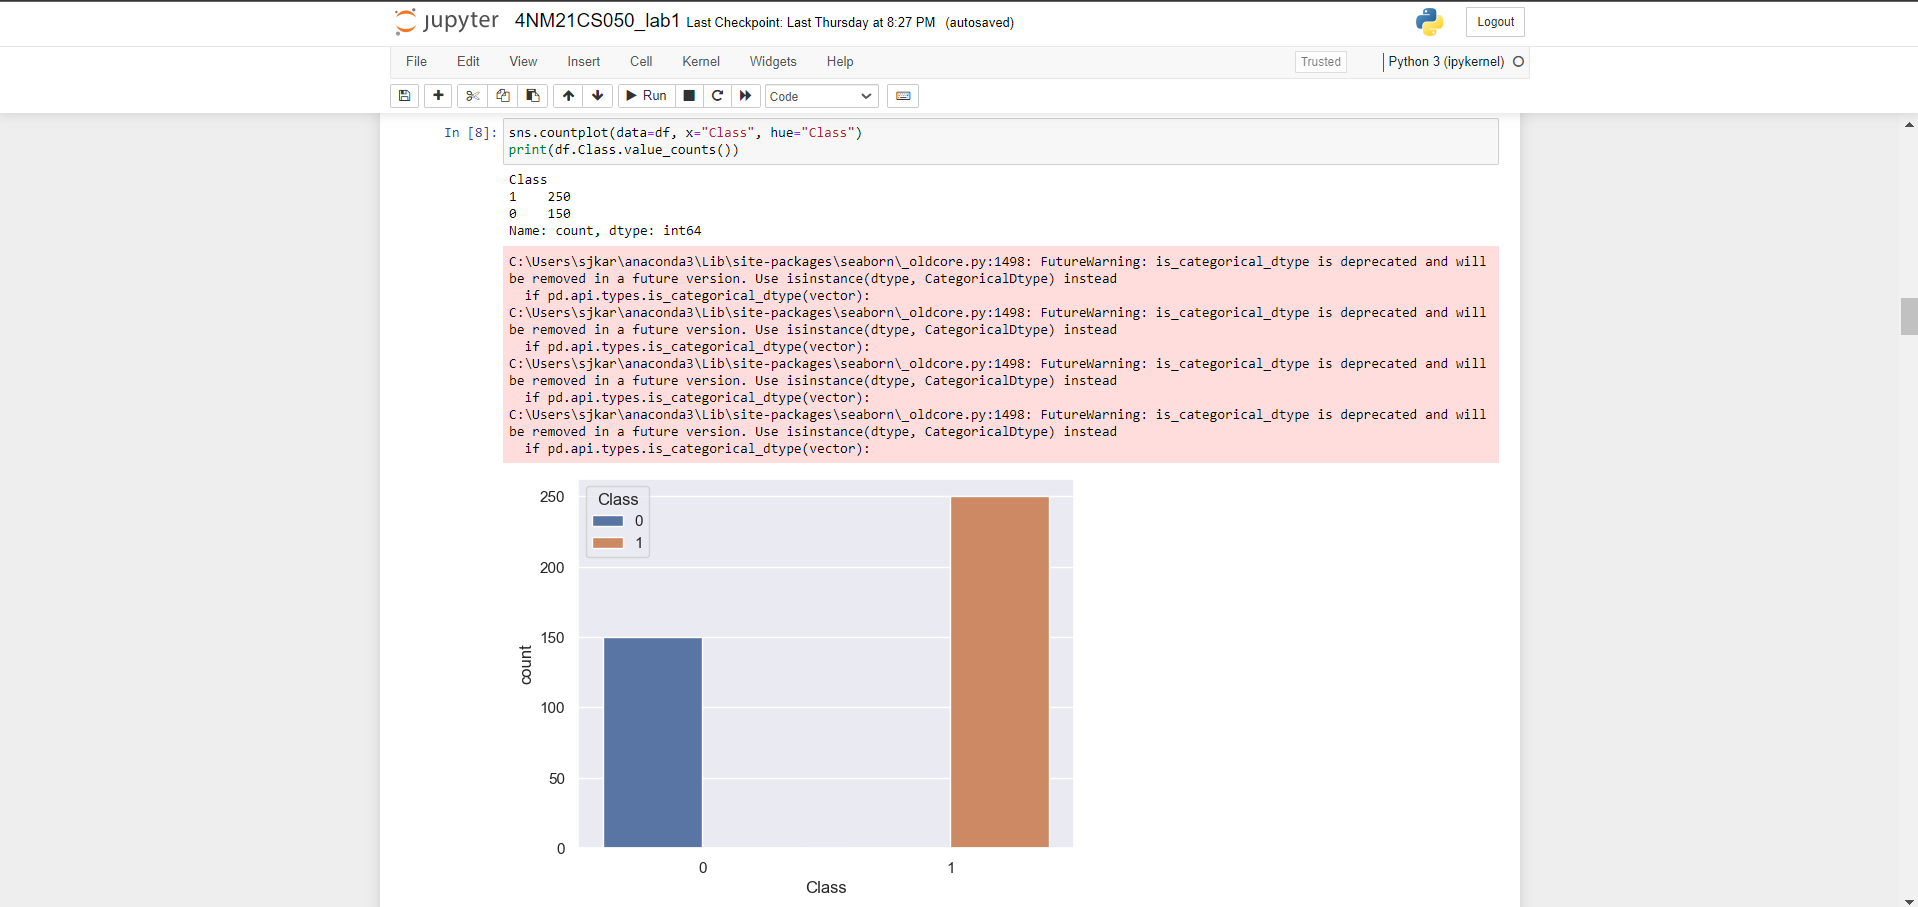 jupyter 4NM21CS050_lab1 Last Checkpoint: Last Thursday at 8:27 PM (autosaved) Logout
File Edit View Insert Cell Kernel Widgets Help Trusted Python 3 (ipykernel)
Run Code
In [8]: sns.countplot(data=df, x="Class", hue="Class")
print(df.Class.value_counts())
Class
1    250
0    150
Name: count, dtype: int64
C:\Users\sjkar\anaconda3\Lib\site-packages\seaborn\_oldcore.py:1498: FutureWarning: is_categorical_dtype is deprecated and will
be removed in a future version. Use isinstance(dtype, CategoricalDtype) instead
  if pd.api.types.is_categorical_dtype(vector):
C:\Users\sjkar\anaconda3\Lib\site-packages\seaborn\_oldcore.py:1498: FutureWarning: is_categorical_dtype is deprecated and will
be removed in a future version. Use isinstance(dtype, CategoricalDtype) instead
  if pd.api.types.is_categorical_dtype(vector):
C:\Users\sjkar\anaconda3\Lib\site-packages\seaborn\_oldcore.py:1498: FutureWarning: is_categorical_dtype is deprecated and will
be removed in a future version. Use isinstance(dtype, CategoricalDtype) instead
  if pd.api.types.is_categorical_dtype(vector):
C:\Users\sjkar\anaconda3\Lib\site-packages\seaborn\_oldcore.py:1498: FutureWarning: is_categorical_dtype is deprecated and will
be removed in a future version. Use isinstance(dtype, CategoricalDtype) instead
  if pd.api.types.is_categorical_dtype(vector):
Class
0
1
250
200
150
100
50
0
count
0 1
Class